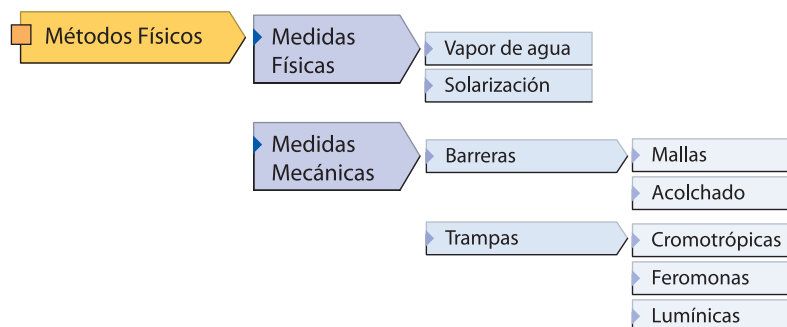 Métodos Físicos
Medidas
Físicas
Vapor de agua
Solarización
Medidas
Mecánicas
Barreras
Mallas
Acolchado
Trampas
Cromotrópicas
Feromonas
Lumínicas